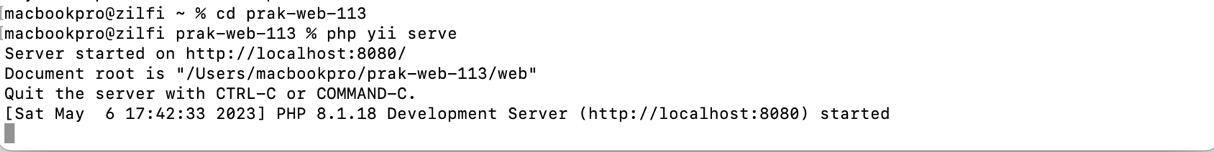 [macbookpro@zilfi ~ % cd prak-web-113
[macbookpro@zilfi prak-web-113 % php yii serve
Server started on http://localhost:8080/
Document root is "/Users/macbookpro/prak-web-113/web"
Quit the server with CTRL-C or COMMAND-C.
[Sat May  6 17:42:33 2023] PHP 8.1.18 Development Server (http://localhost:8080) started